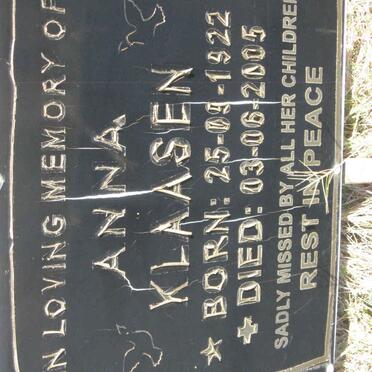 IN LOVING MEMORY OF
ANNA
KLAASEN
BORN: 25-09-1922
DIED: 03-06-2005
SADLY MISSED BY ALL HER CHILDREN
REST IN PEACE